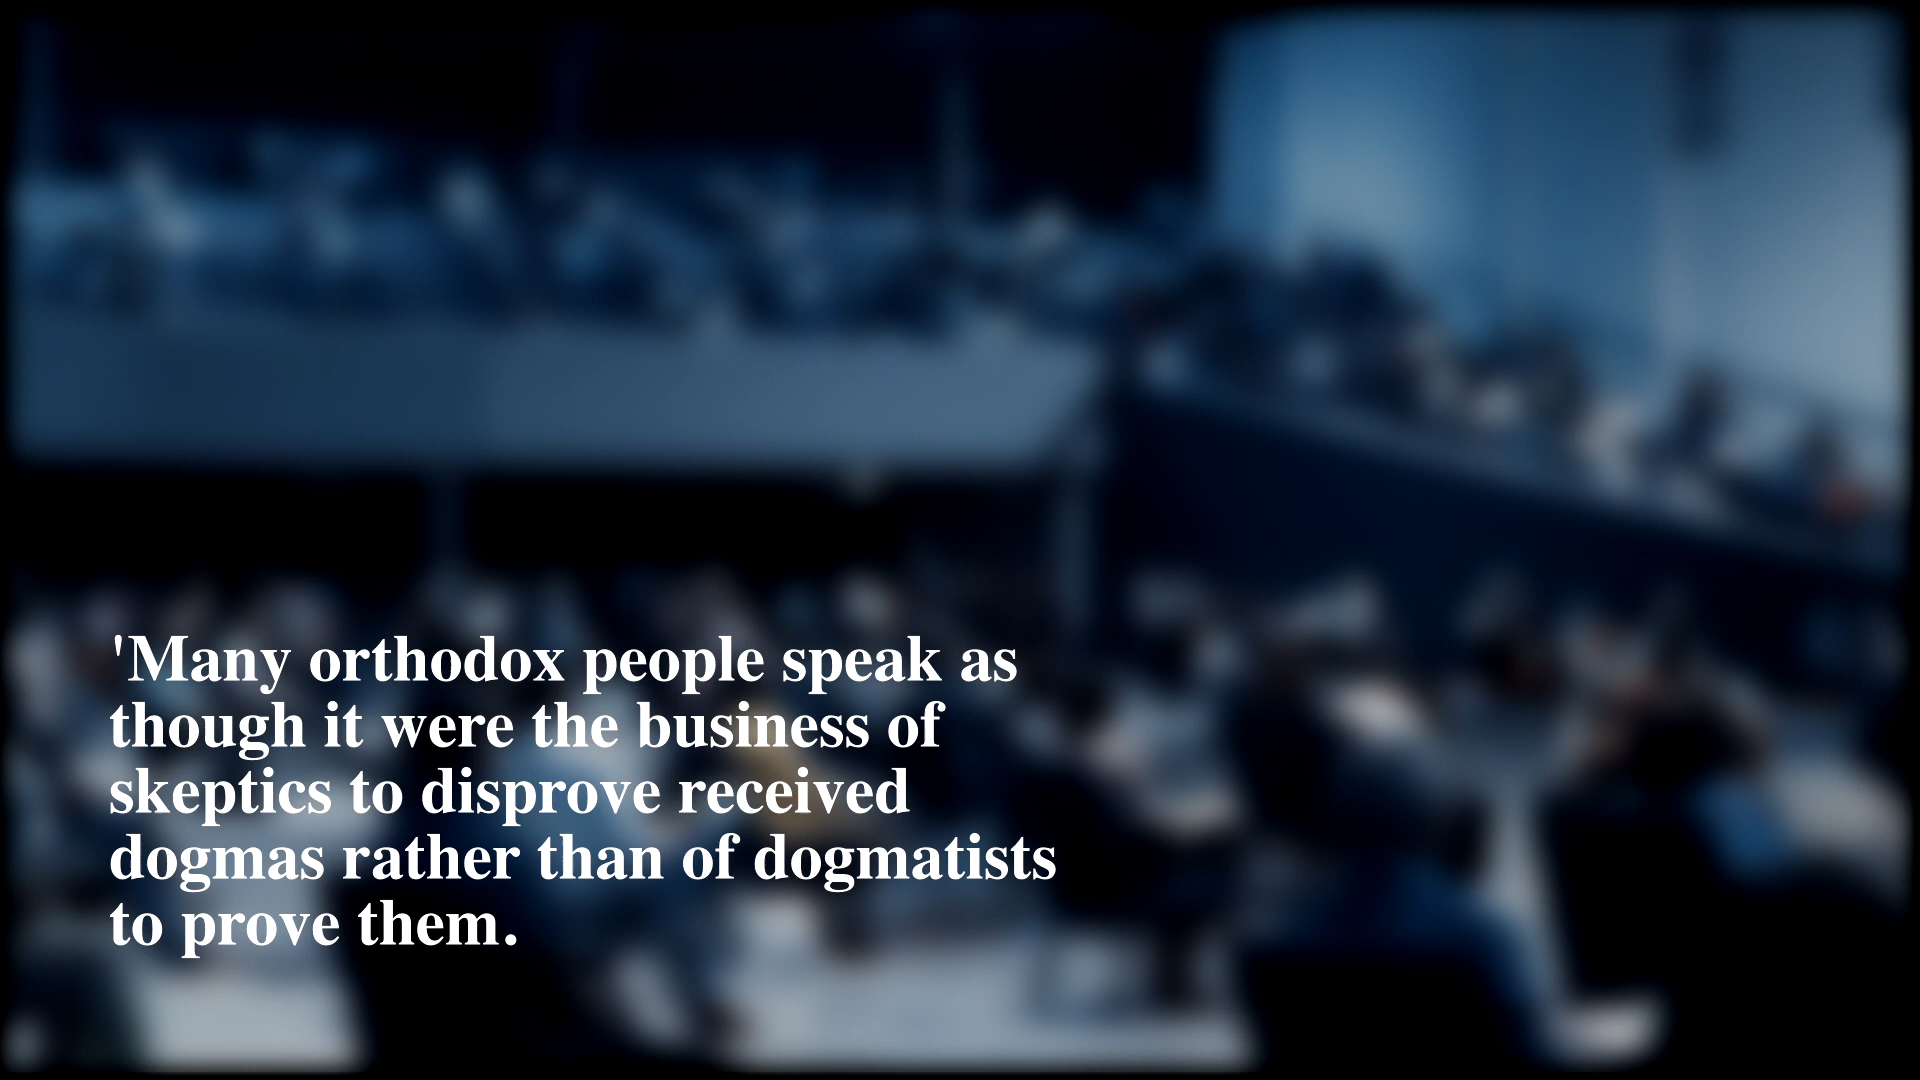 'Many orthodox people speak as
though it were the business of
skeptics to disprove received
dogmas rather than of dogmatists
to prove them.